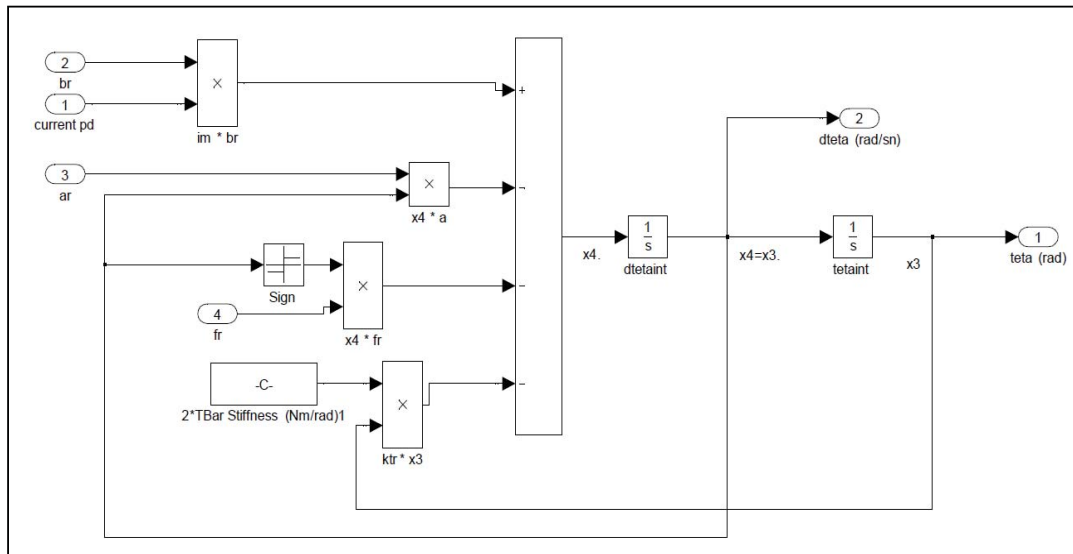 2
br
1
current pd
×
im * br
+
2
dteta (rad/sn)
3
ar
×
x4 * a
-
x4.
1
s
dtetaint
x4=x3.
1
s
tetaint
x3
1
teta (rad)
Sign
×
x4 * fr
-
4
fr
-C-
2*TBar Stiffness (Nm/rad)1
×
ktr * x3
-